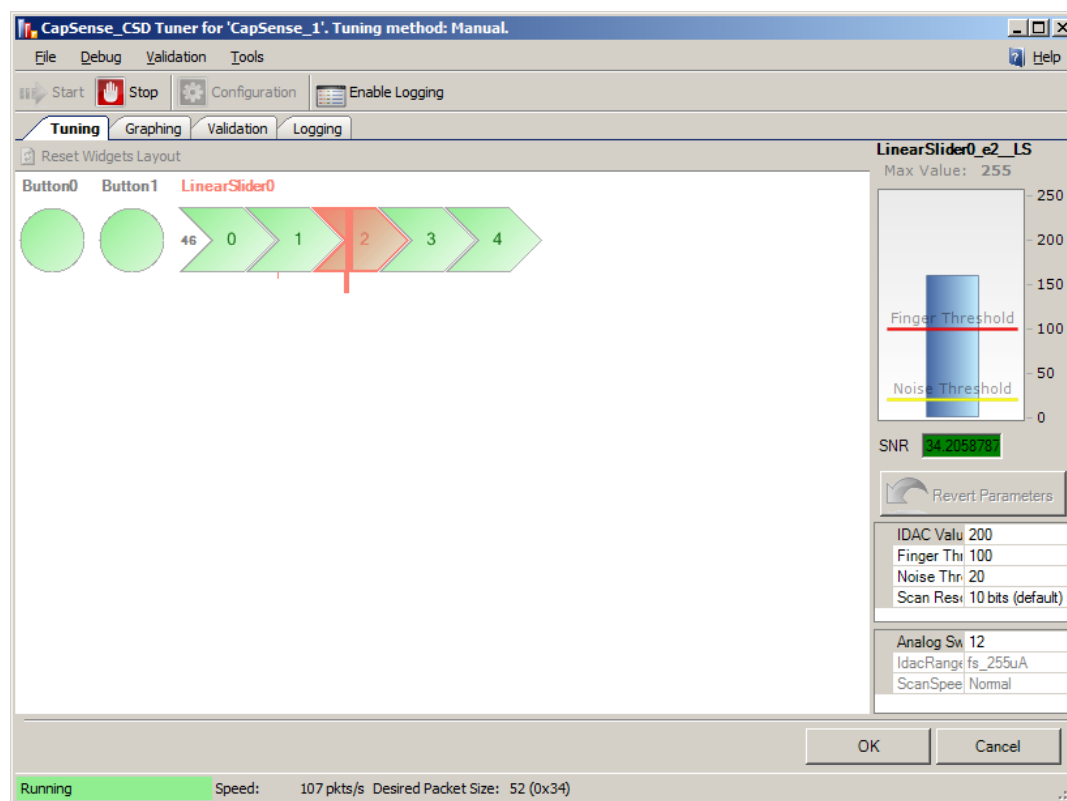 CapSense_CSD Tuner for 'CapSense_1'. Tuning method: Manual.
File Debug Validation Tools Help
Start Stop Configuration Enable Logging
Tuning Graphing Validation Logging
Reset Widgets Layout
Button0 Button1 LinearSlider0
46 0 1 2 3 4
LinearSlider0_e2__LS
Max Value: 255
250
200
150
Finger Threshold
100
50
Noise Threshold
0
SNR 34.2058787
Revert Parameters
IDAC Valu 200
Finger Thr 100
Noise Thr 20
Scan Reso 10 bits (default)
Analog Sw 12
IdacRange fs_255uA
ScanSpee Normal
OK Cancel
Running Speed: 107 pkts/s Desired Packet Size: 52 (0x34)